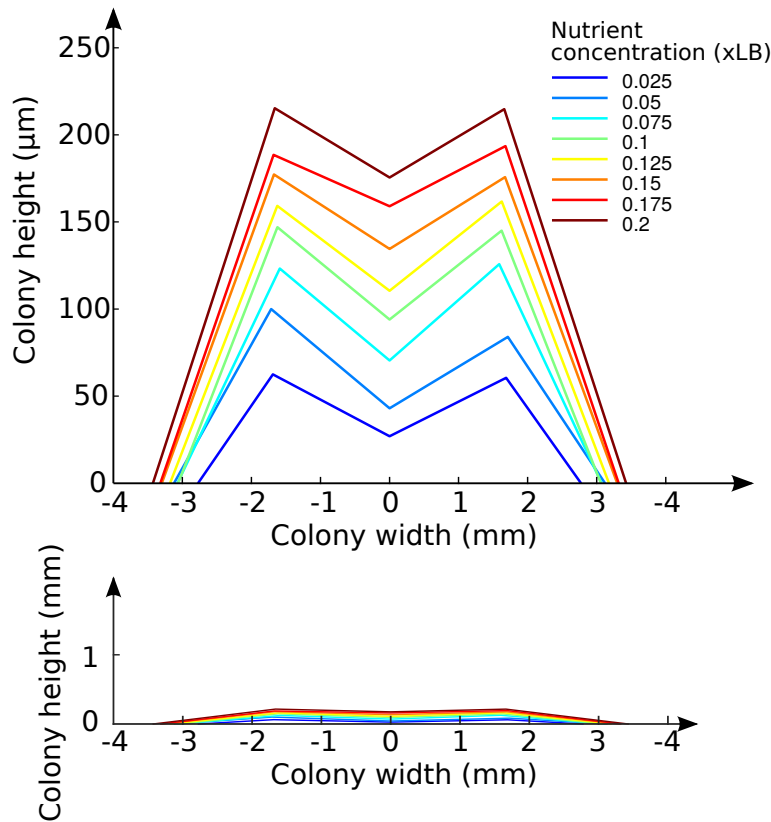 Nutrient
concentration (xLB)
0.025
0.05
0.075
0.1
0.125
0.15
0.175
0.2
Colony height (μm)
250
200
150
100
50
0
-4 -3 -2 -1 0 1 2 3 -4
Colony width (mm)
Colony height (mm)
1
0
-4 -3 -2 -1 0 1 2 3 -4
Colony width (mm)